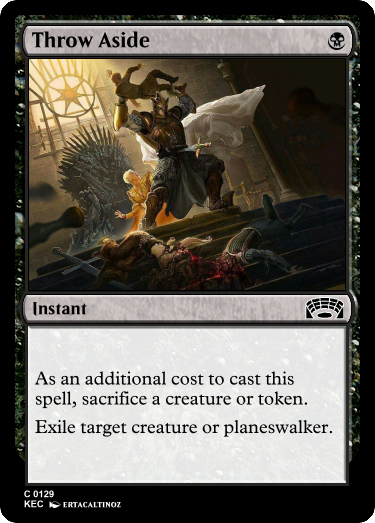 Throw Aside
Instant
As an additional cost to cast this
spell, sacrifice a creature or token.
Exile target creature or planeswalker.
C 0129
KEC ERTACALTINOZ